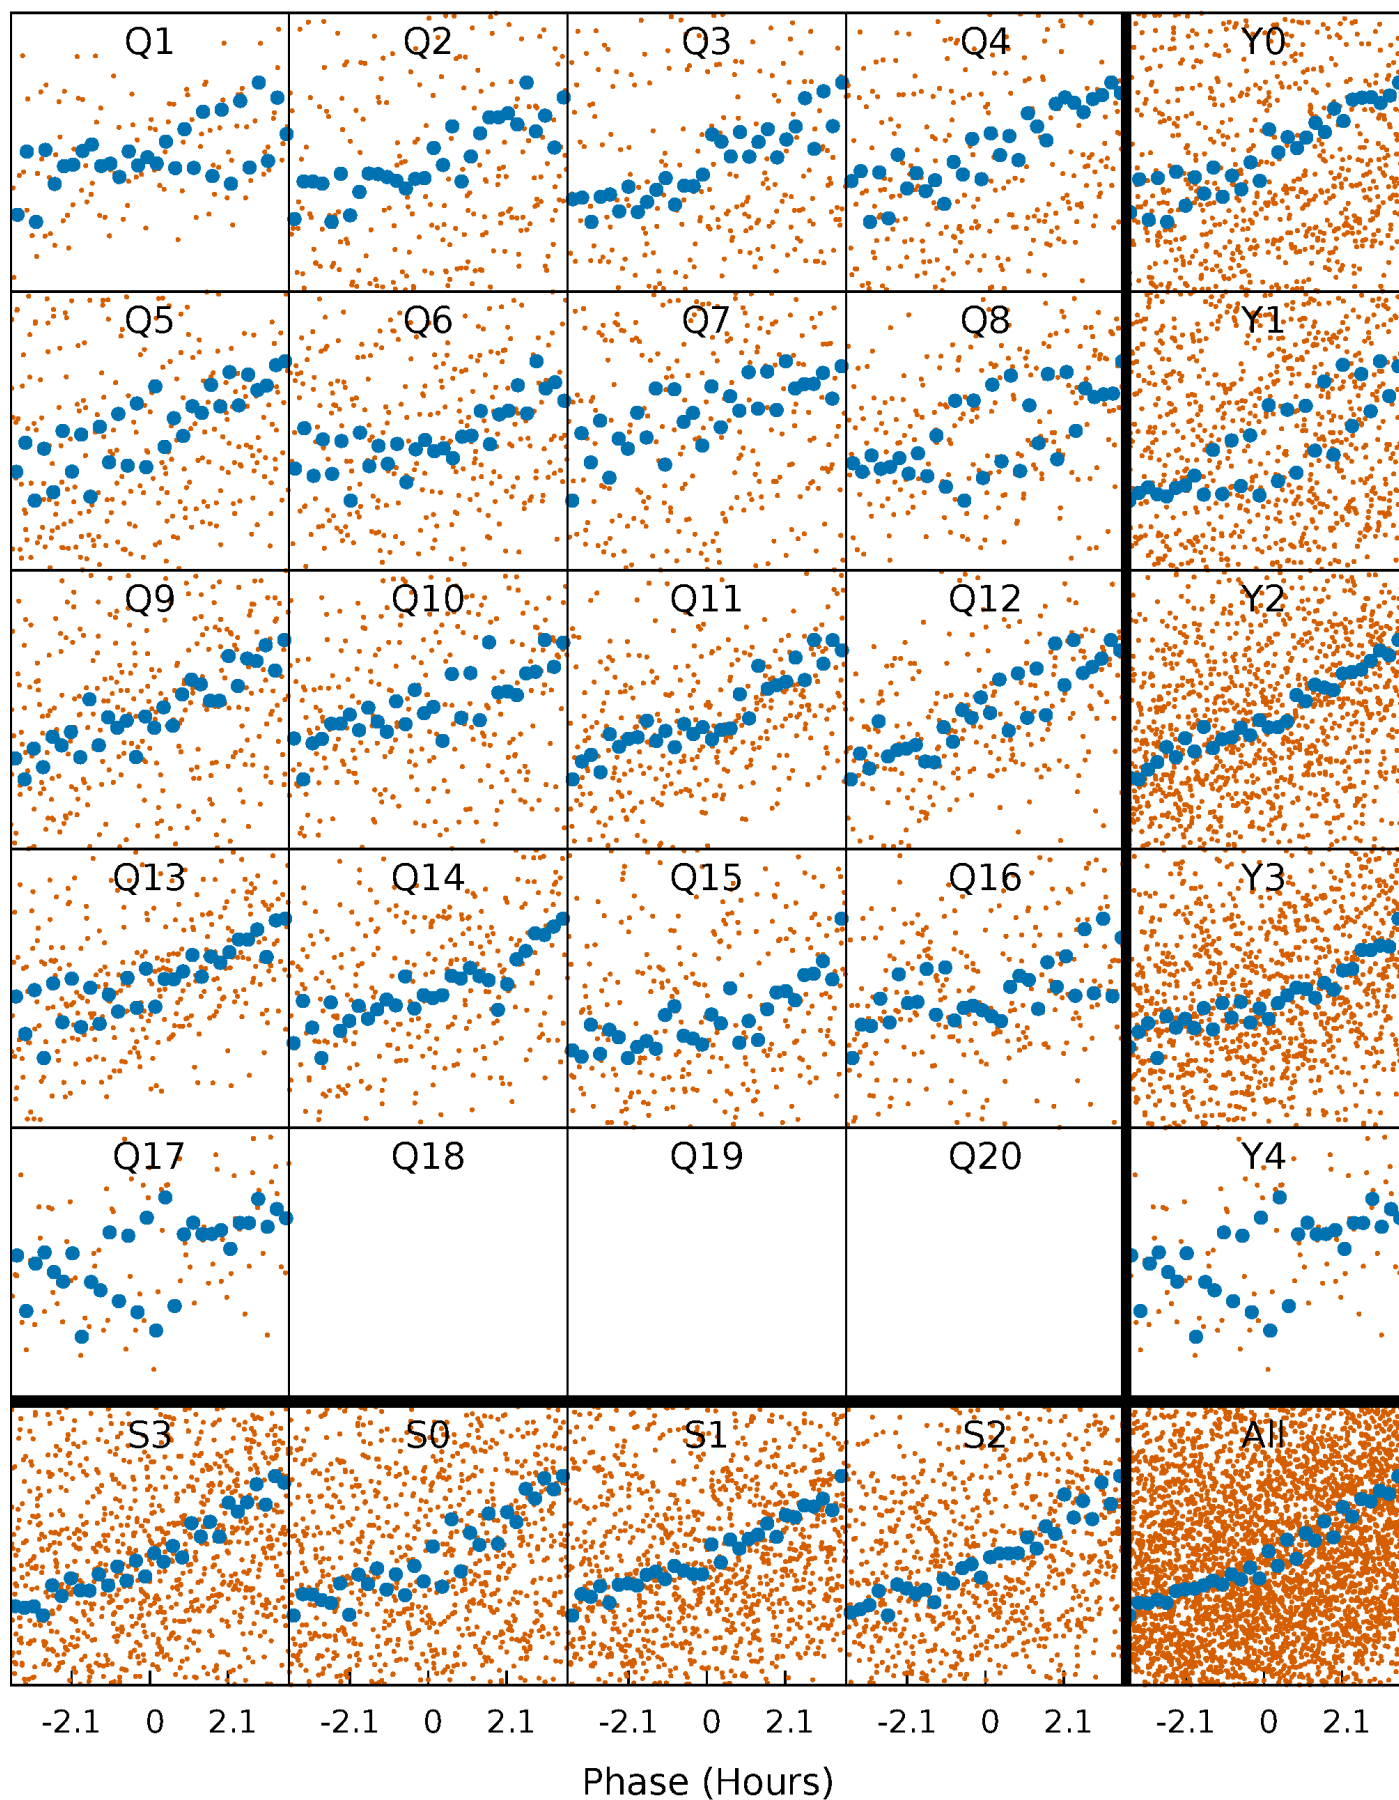 Q1 Q2 Q3 Q4 Y0
Q5 Q6 Q7 Q8 Y1
Q9 Q10 Q11 Q12 Y2
Q13 Q14 Q15 Q16 Y3
Q17 Q18 Q19 Q20 Y4
S3 S0 S1 S2 All
-2.1 0 2.1 -2.1 0 2.1 -2.1 0 2.1 -2.1 0 2.1 -2.1 0 2.1
Phase (Hours)